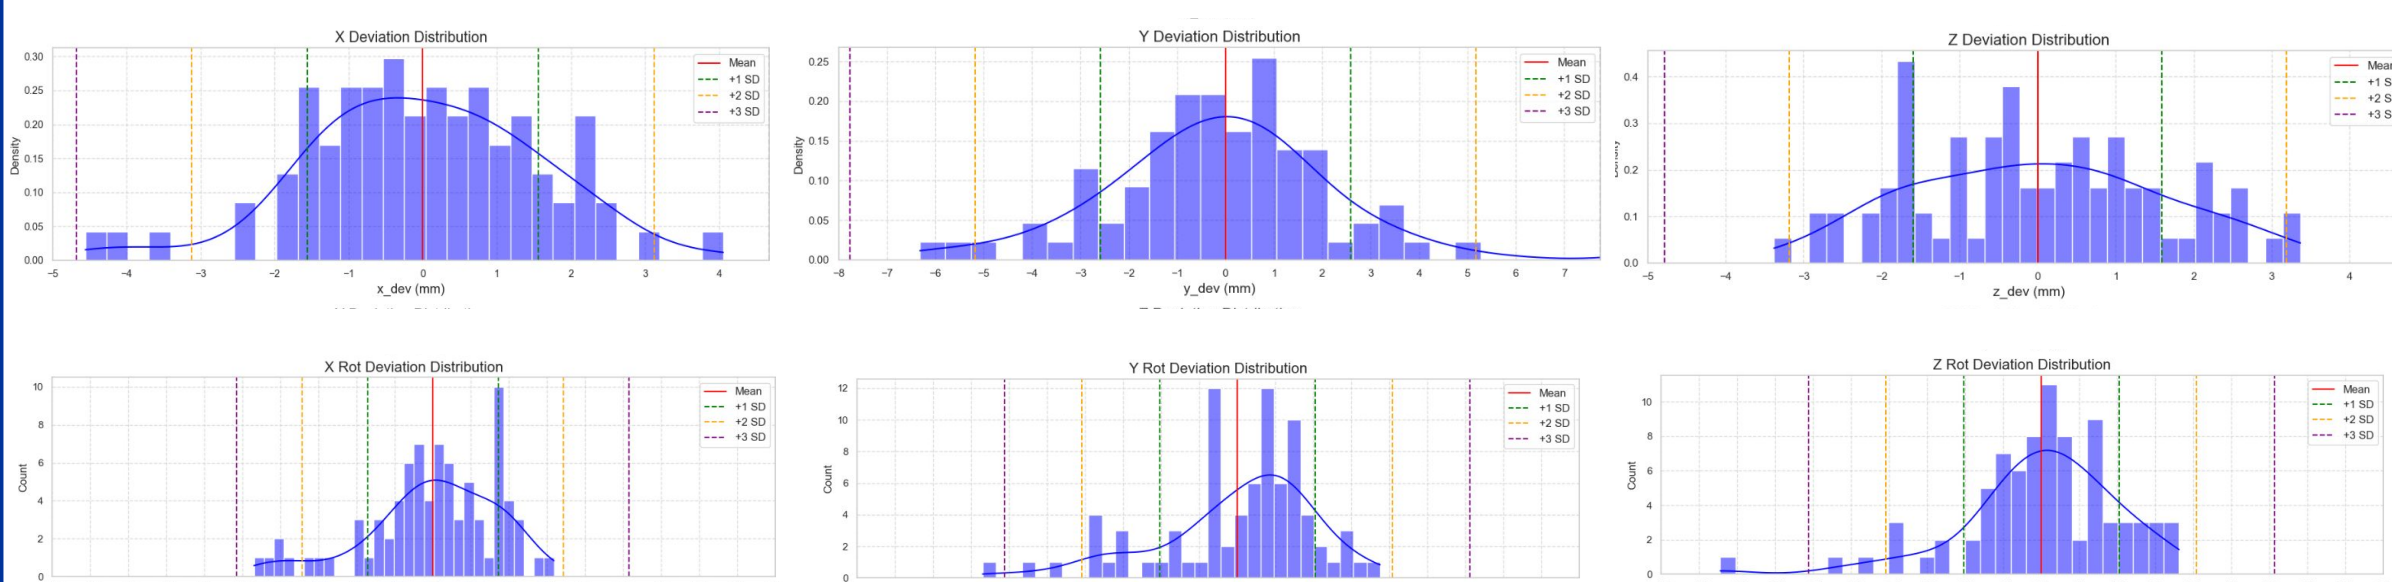 X Deviation Distribution
0.30
0.25
0.20
0.15
0.10
0.05
0.00
Density
Mean
+1 SD
+2 SD
+3 SD
−5 −4 −3 −2 −1 0 1 2 3 4
x_dev (mm)
Y Deviation Distribution
0.25
0.20
0.15
0.10
0.05
0.00
Density
Mean
+1 SD
+2 SD
+3 SD
−8 −7 −6 −5 −4 −3 −2 −1 0 1 2 3 4 5 6 7
y_dev (mm)
Z Deviation Distribution
0.4
0.3
0.2
0.1
0.0
Mean
+1 S
+2 S
+3 S
−5 −4 −3 −2 −1 0 1 2 3 4
z_dev (mm)
X Rot Deviation Distribution
10
8
6
4
2
0
Count
Mean
+1 SD
+2 SD
+3 SD
Y Rot Deviation Distribution
12
10
8
6
4
2
0
Count
Mean
+1 SD
+2 SD
+3 SD
Z Rot Deviation Distribution
10
8
6
4
2
0
Count
Mean
+1 SD
+2 SD
+3 SD